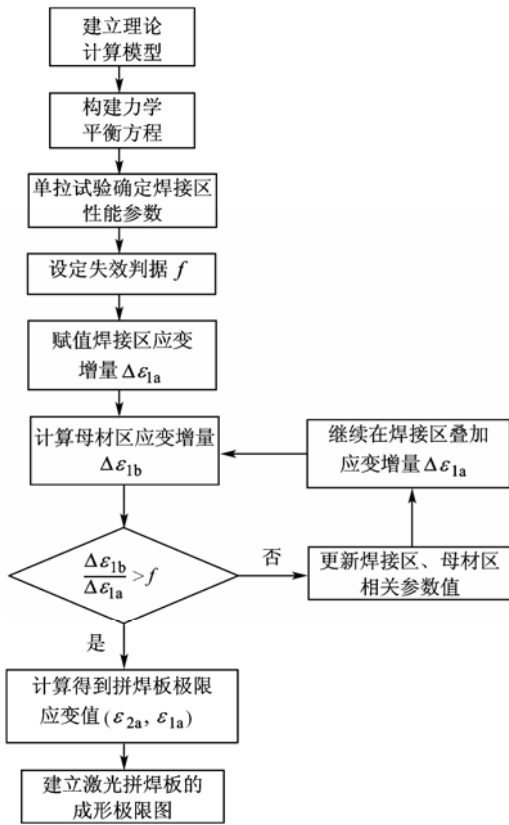 建立理论
计算模型
构建力学
平衡方程
单拉试验确定焊接区
性能参数
设定失效判据 f
赋值焊接区应变
增量 Δε1a
计算母材区应变增量
Δε1b
继续在焊接区叠加
应变增量 Δε1a
Δε1b
Δε1a
>f
否
更新焊接区、母材区
相关参数值
是
计算得到拼焊板极限
应变值(ε2a, ε1a)
建立激光拼焊板的
成形极限图